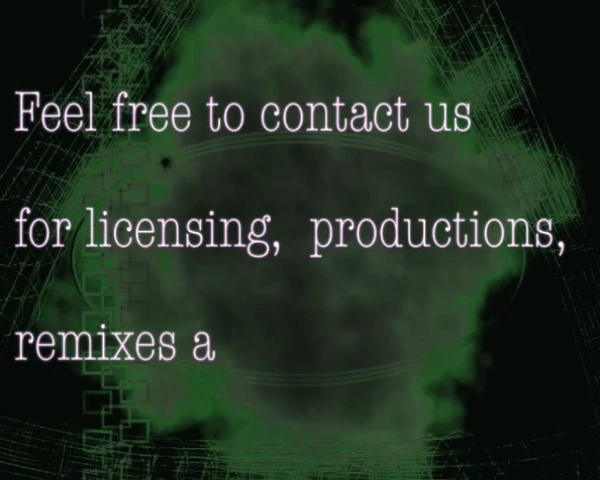 Feel free to contact us
for licensing,  productions,
remixes a